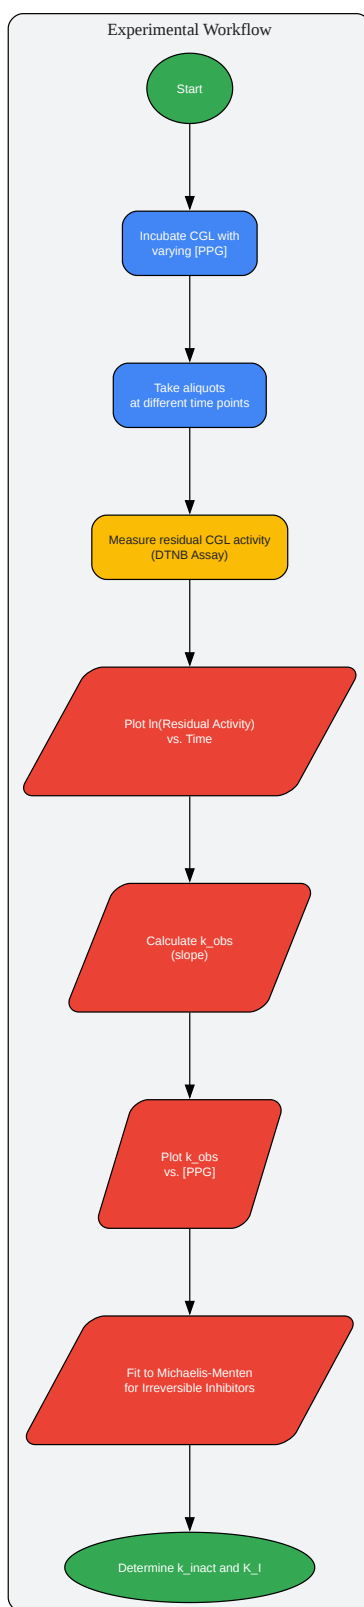 Experimental Workflow
Start
Incubate CGL with
varying [PPG]
Take aliquots
at different time points
Measure residual CGL activity
(DTNB Assay)
Plot ln(Residual Activity)
vs. Time
Calculate k_obs
(slope)
Plot k_obs
vs. [PPG]
Fit to Michaelis-Menten
for Irreversible Inhibitors
Determine k_inact and K_I